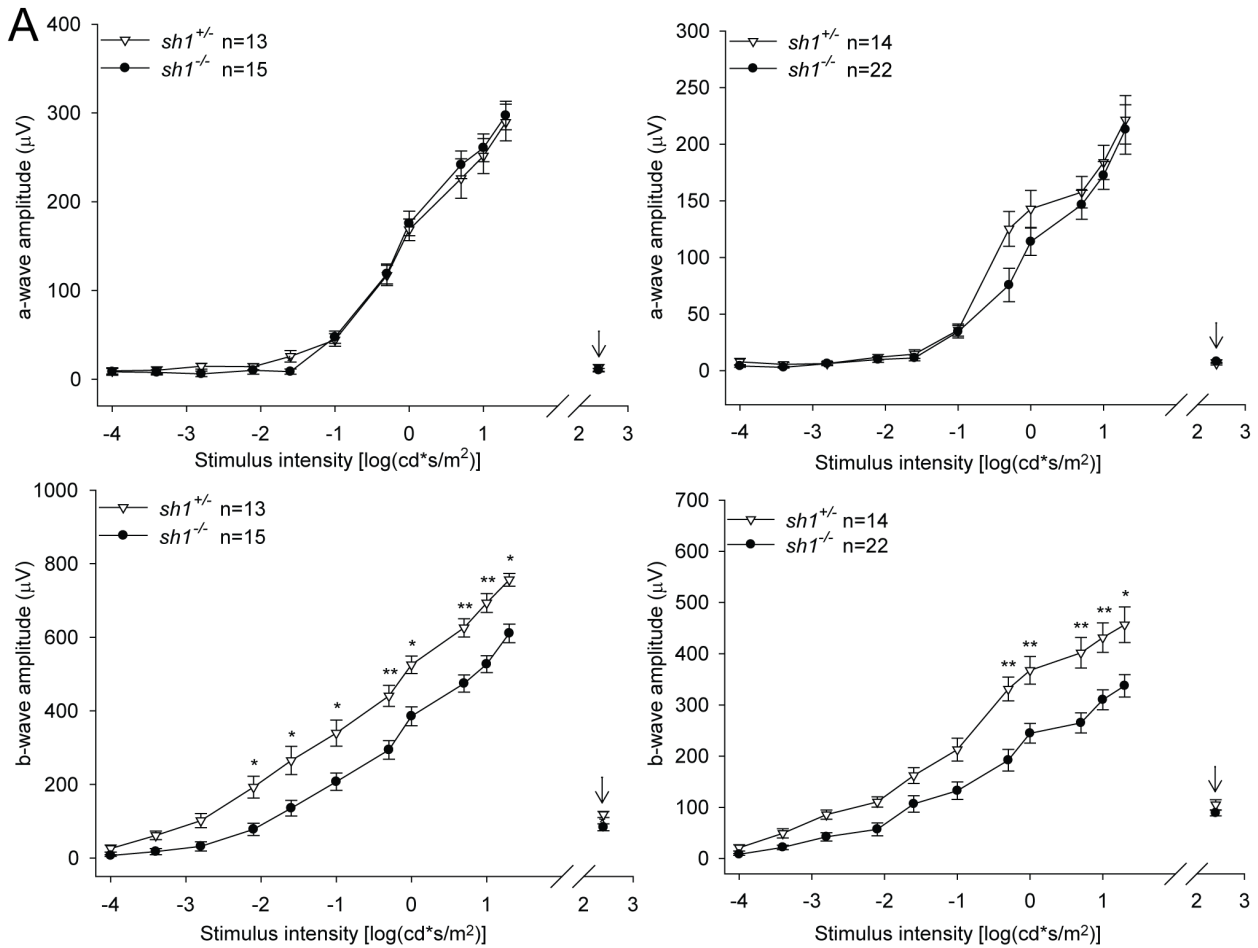 A
400
300
200
100
0
a-wave amplitude (μV)
sh1+/- n=13
sh1-/- n=15
-4 -3 -2 -1 0 1 2 3
Stimulus intensity [log(cd*s/m²)]
300
250
200
150
100
50
0
a-wave amplitude (μV)
sh1+/- n=14
sh1-/- n=22
-4 -3 -2 -1 0 1 2 3
Stimulus intensity [log(cd*s/m²)]
1000
800
600
400
200
0
b-wave amplitude (μV)
sh1+/- n=13
sh1-/- n=15
* * * ** * ** ** *
-4 -3 -2 -1 0 1 2 3
Stimulus intensity [log(cd*s/m²)]
700
600
500
400
300
200
100
0
b-wave amplitude (μV)
sh1+/- n=14
sh1-/- n=22
** ** ** ** *
-4 -3 -2 -1 0 1 2 3
Stimulus intensity [log(cd*s/m²)]